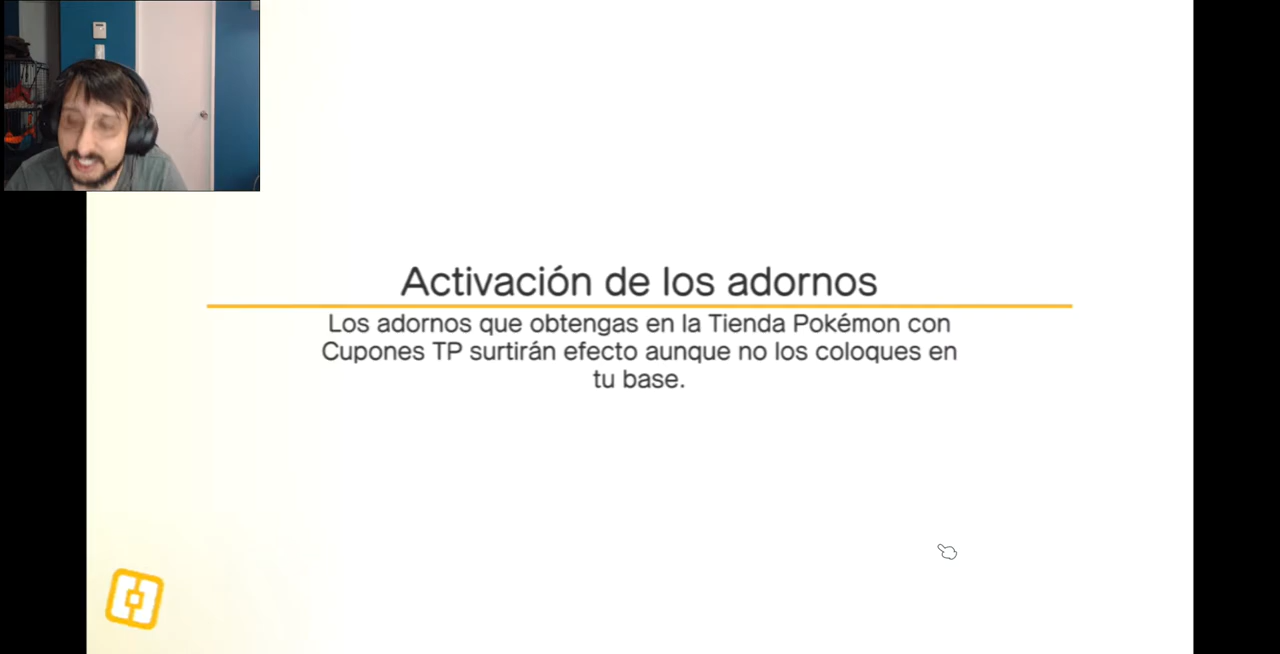 Activación de los adornos
Los adornos que obtengas en la Tienda Pokémon con
Cupones TP surtirán efecto aunque no los coloques en
tu base.